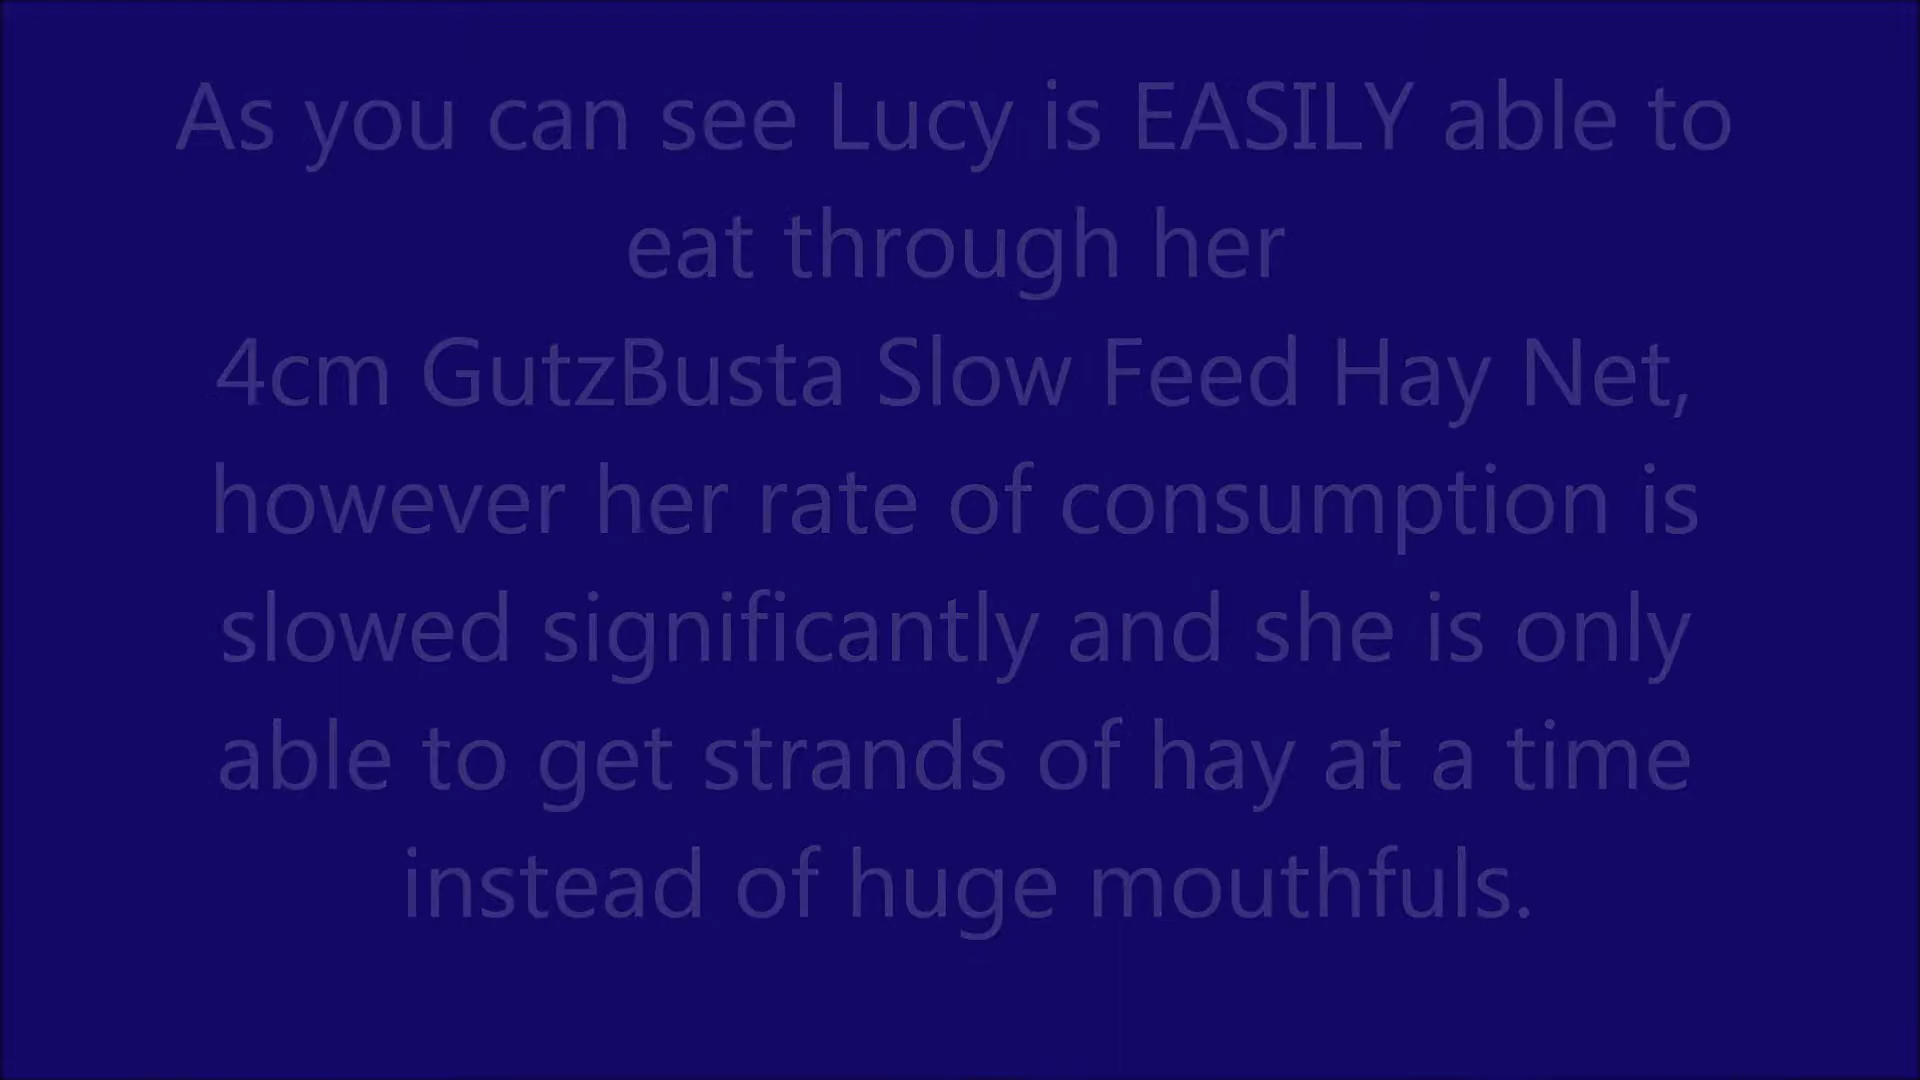 As you can see Lucy is EASILY able to
eat through her
4cm GutzBusta Slow Feed Hay Net,
however her rate of consumption is
slowed significantly and she is only
able to get strands of hay at a time
instead of huge mouthfuls.